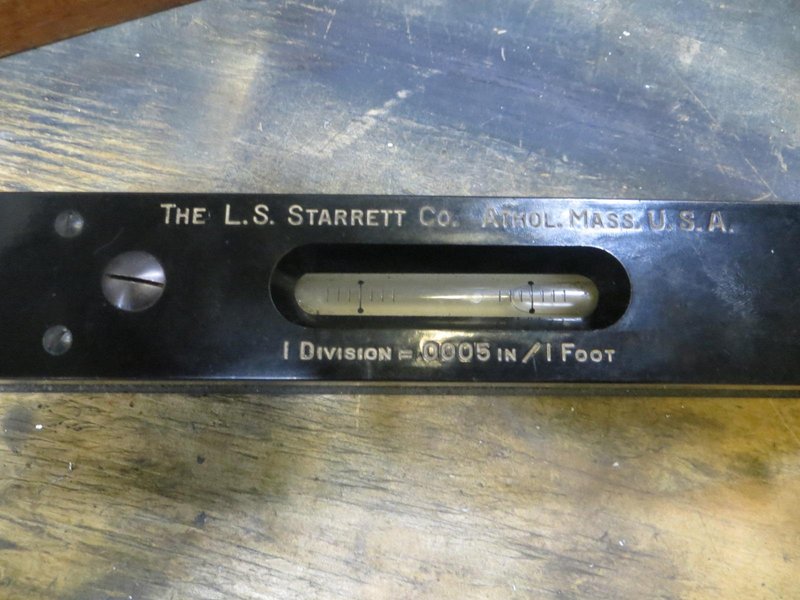 THE L.S. STARRETT CO. ATHOL. MASS. U.S.A.
1 DIVISION = .0005 IN / 1 FOOT